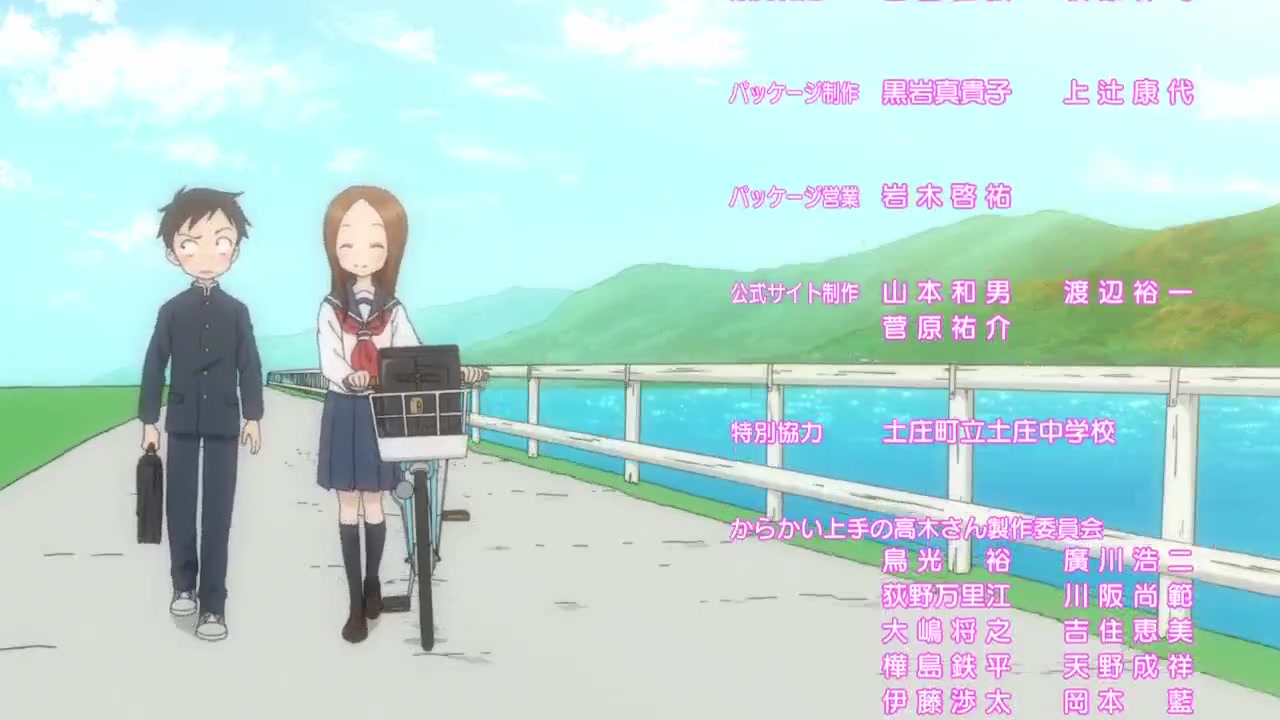 パッケージ制作 黒岩真貴子 上辻康代
パッケージ営業 岩木啓祐
公式サイト制作 山本和男 渡辺裕一
菅原祐介
特別協力 土庄町立土庄中学校
からかい上手の高木さん製作委員会
鳥光 裕 廣川浩二
荻野万里江 川阪尚範
大嶋将之 吉住恵美
樺島鉄平 天野成祥
伊藤渉太 岡本 藍